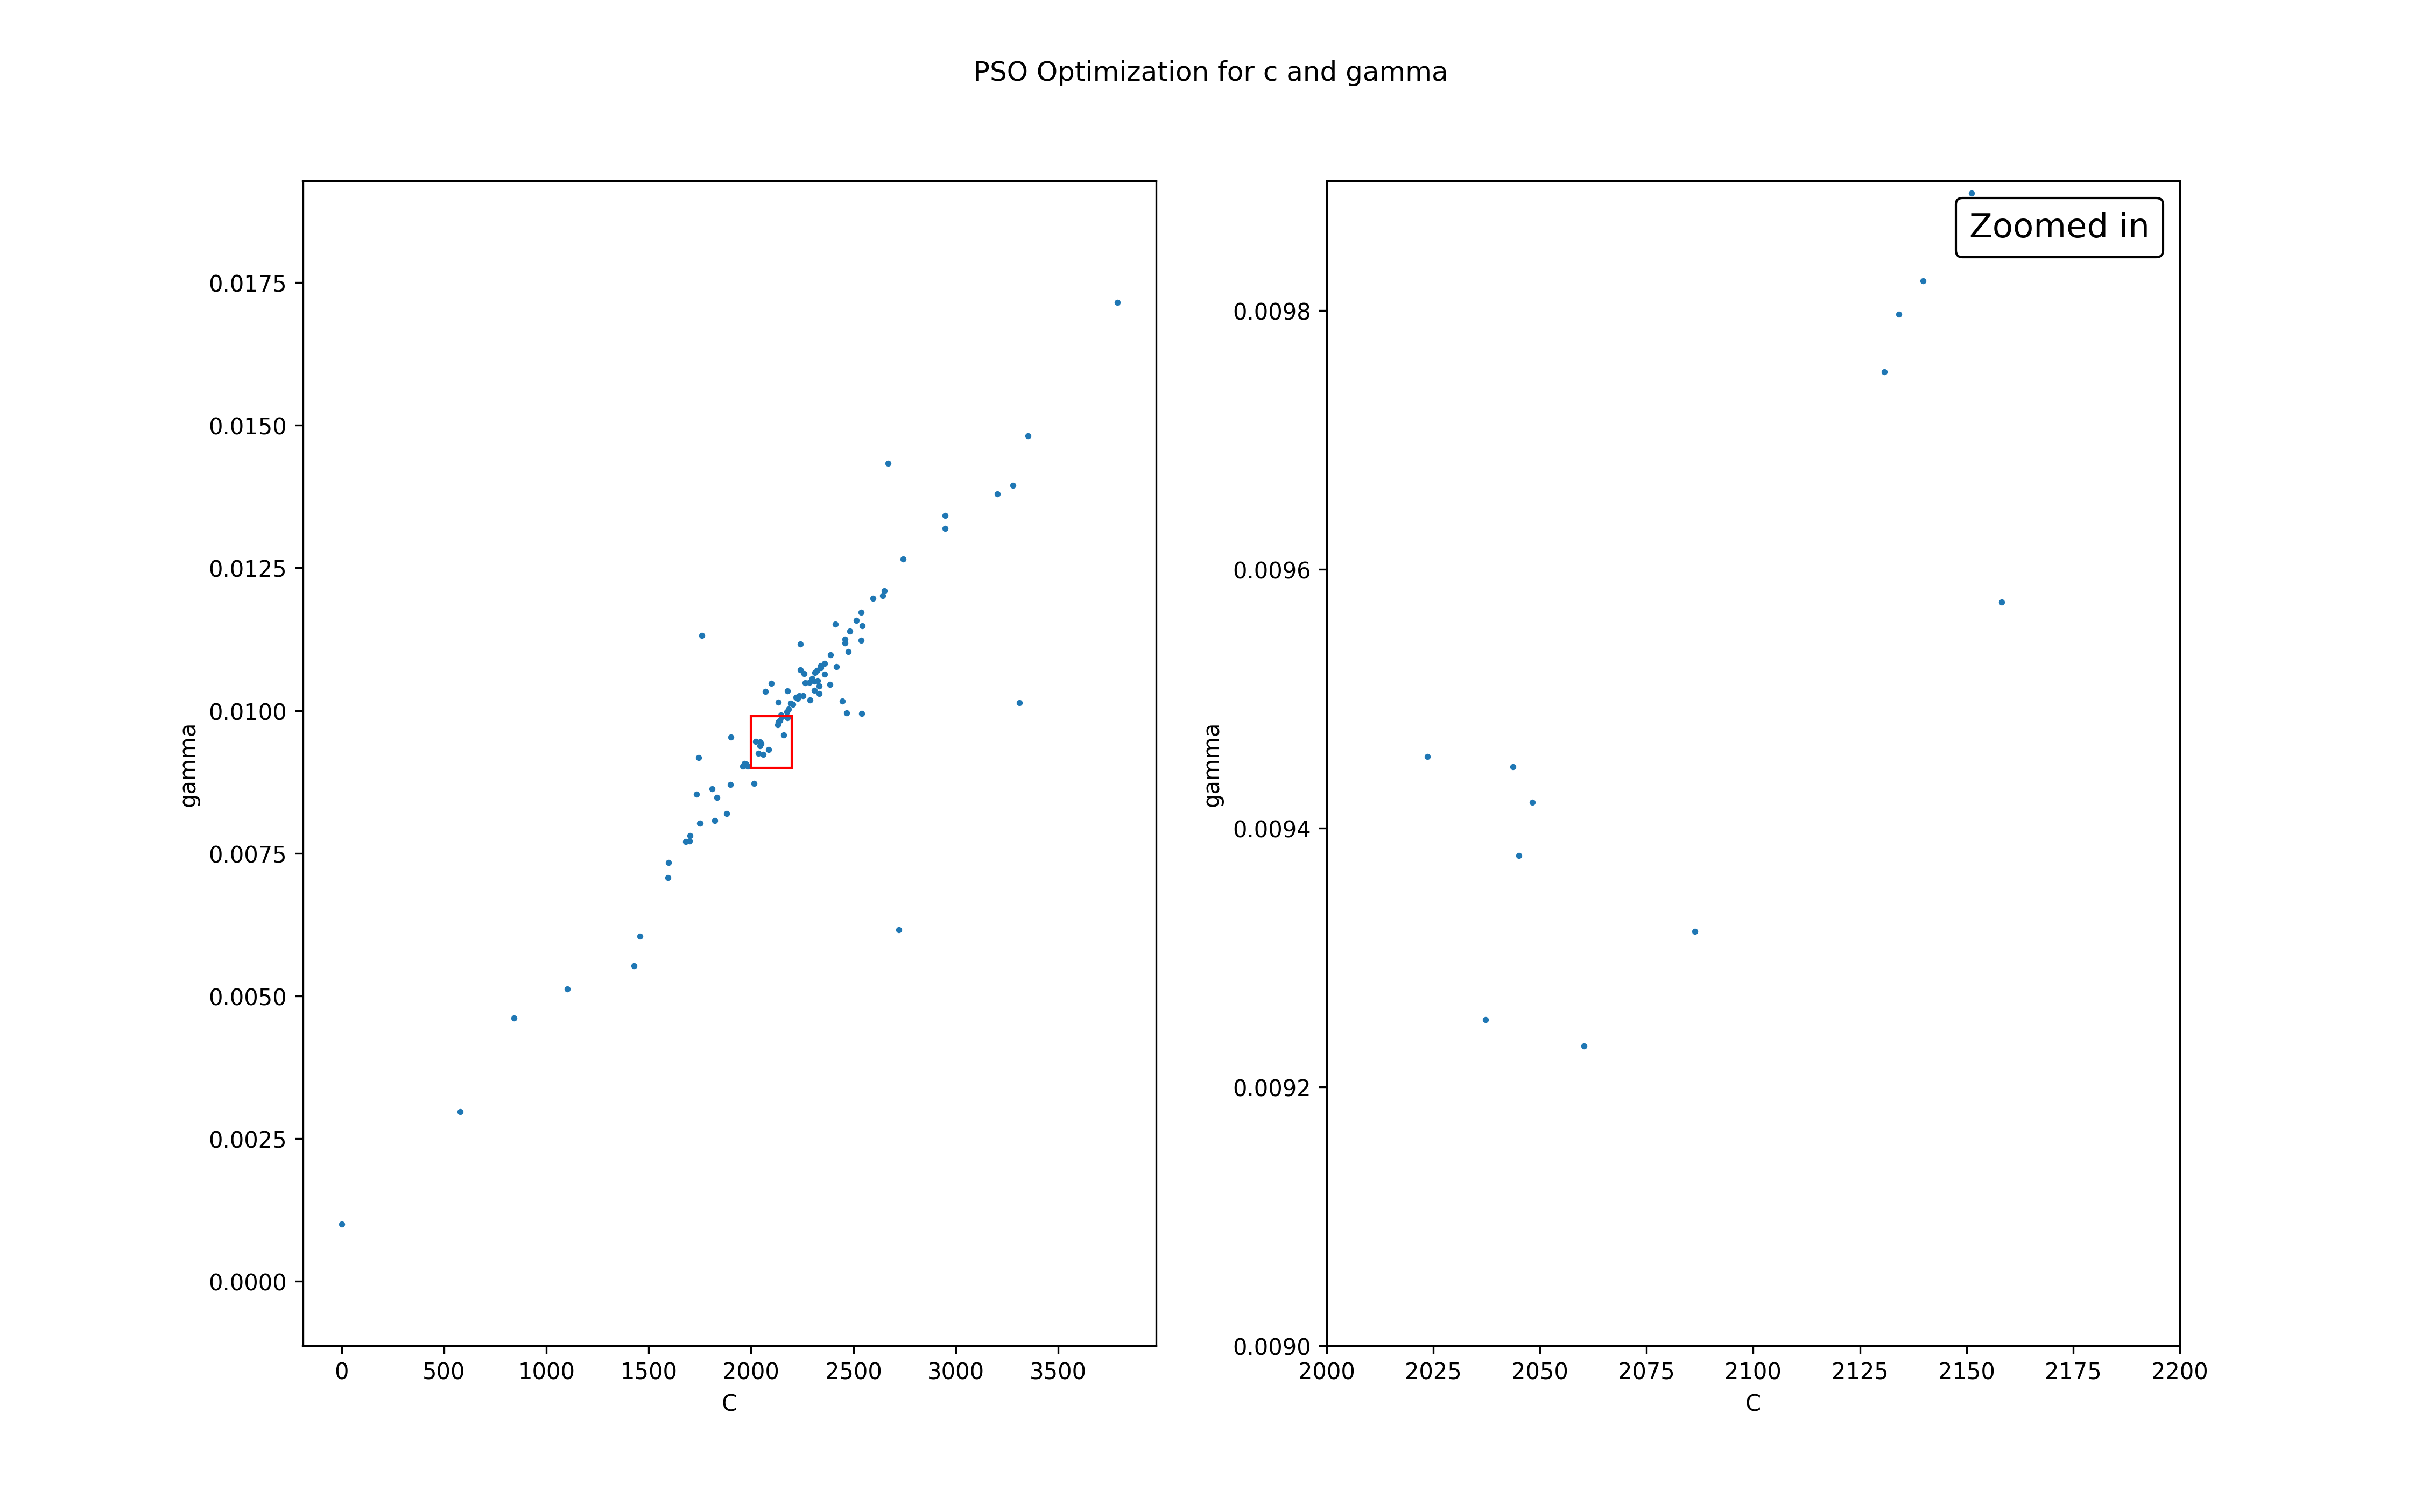 PSO Optimization for c and gamma
gamma
0.0175
0.0150
0.0125
0.0100
0.0075
0.0050
0.0025
0.0000
0 500 1000 1500 2000 2500 3000 3500
C
Zoomed in
gamma
0.0098
0.0096
0.0094
0.0092
0.0090
2000 2025 2050 2075 2100 2125 2150 2175 2200
C